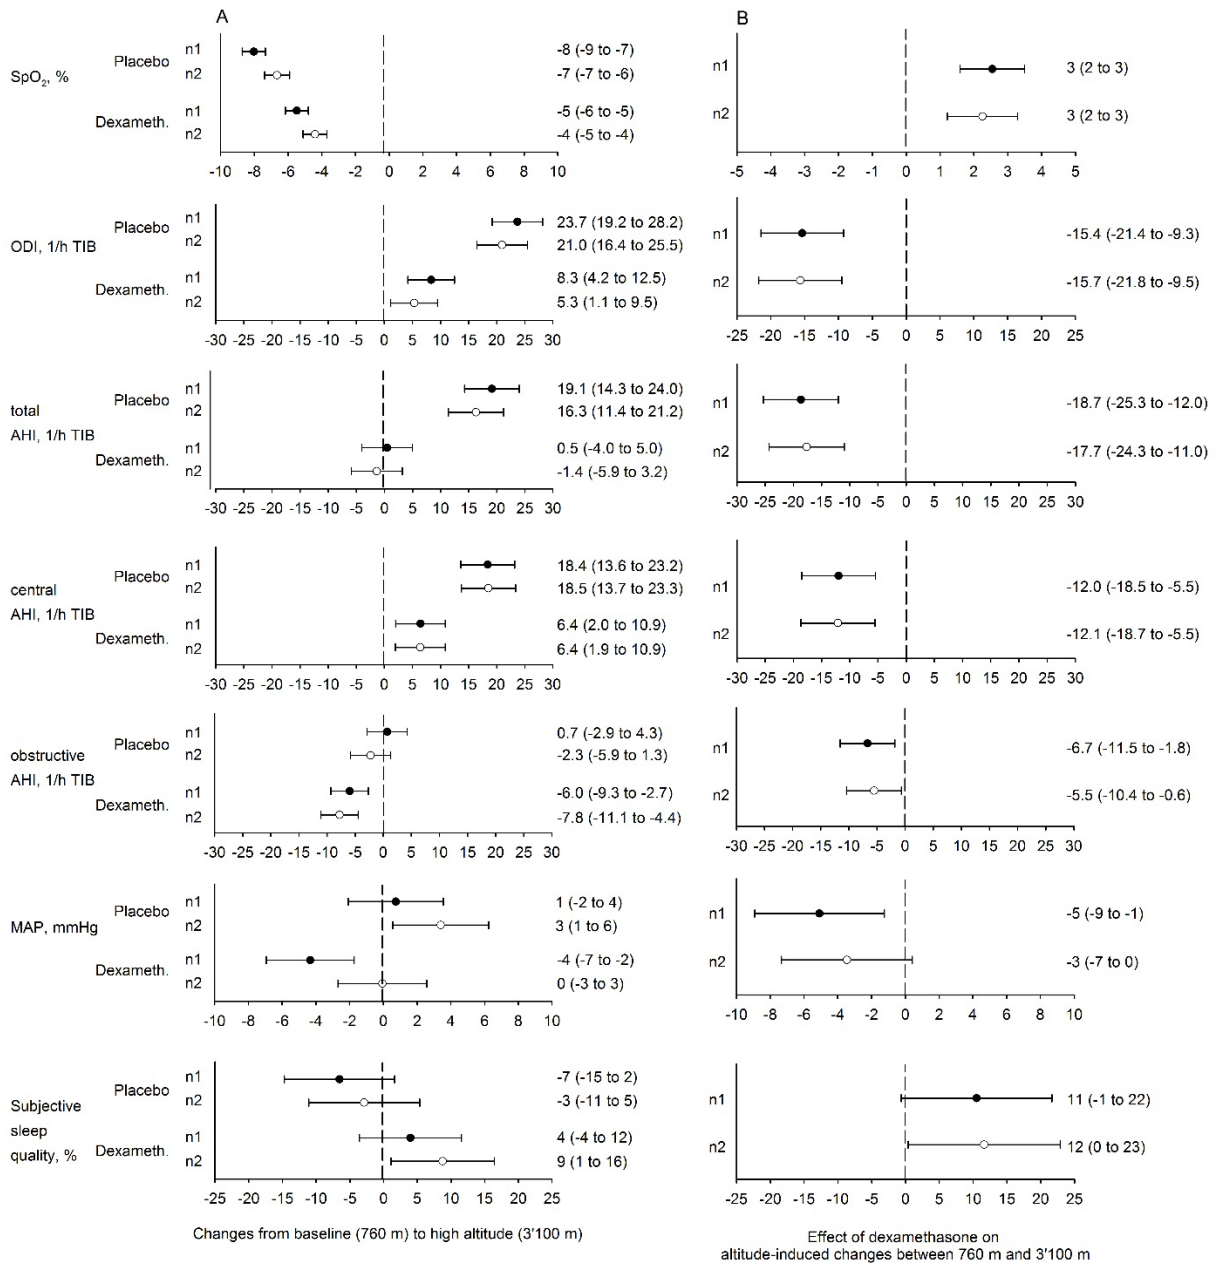 A
B
Placebo
n1
-8 (-9 to -7)
n2
-7 (-7 to -6)
SpO2, %
Dexameth.
n1
-5 (-6 to -5)
n2
-4 (-5 to -4)
-10 -8 -6 -4 -2 0 2 4 6 8 10
n1
3 (2 to 3)
n2
3 (2 to 3)
-5 -4 -3 -2 -1 0 1 2 3 4 5
Placebo
n1
23.7 (19.2 to 28.2)
n2
21.0 (16.4 to 25.5)
ODI, 1/h TIB
Dexameth.
n1
8.3 (4.2 to 12.5)
n2
5.3 (1.1 to 9.5)
-30 -25 -20 -15 -10 -5 0 5 10 15 20 25 30
n1
-15.4 (-21.4 to -9.3)
n2
-15.7 (-21.8 to -9.5)
-25 -20 -15 -10 -5 0 5 10 15 20 25
Placebo
n1
19.1 (14.3 to 24.0)
n2
16.3 (11.4 to 21.2)
total
AHI, 1/h TIB
Dexameth.
n1
0.5 (-4.0 to 5.0)
n2
-1.4 (-5.9 to 3.2)
-30 -25 -20 -15 -10 -5 0 5 10 15 20 25 30
n1
-18.7 (-25.3 to -12.0)
n2
-17.7 (-24.3 to -11.0)
-30 -25 -20 -15 -10 -5 0 5 10 15 20 25 30
Placebo
n1
18.4 (13.6 to 23.2)
n2
18.5 (13.7 to 23.3)
central
AHI, 1/h TIB
Dexameth.
n1
6.4 (2.0 to 10.9)
n2
6.4 (1.9 to 10.9)
-30 -25 -20 -15 -10 -5 0 5 10 15 20 25 30
n1
-12.0 (-18.5 to -5.5)
n2
-12.1 (-18.7 to -5.5)
-30 -25 -20 -15 -10 -5 0 5 10 15 20 25 30
Placebo
n1
0.7 (-2.9 to 4.3)
n2
-2.3 (-5.9 to 1.3)
obstructive
AHI, 1/h TIB
Dexameth.
n1
-6.0 (-9.3 to -2.7)
n2
-7.8 (-11.1 to -4.4)
-30 -25 -20 -15 -10 -5 0 5 10 15 20 25 30
n1
-6.7 (-11.5 to -1.8)
n2
-5.5 (-10.4 to -0.6)
-30 -25 -20 -15 -10 -5 0 5 10 15 20 25 30
Placebo
n1
1 (-2 to 4)
n2
3 (1 to 6)
MAP, mmHg
Dexameth.
n1
-4 (-7 to -2)
n2
0 (-3 to 3)
-10 -8 -6 -4 -2 0 2 4 6 8 10
n1
-5 (-9 to -1)
n2
-3 (-7 to 0)
-10 -8 -6 -4 -2 0 2 4 6 8 10
Placebo
n1
-7 (-15 to 2)
n2
-3 (-11 to 5)
Subjective
sleep
quality, %
Dexameth.
n1
4 (-4 to 12)
n2
9 (1 to 16)
-25 -20 -15 -10 -5 0 5 10 15 20 25
n1
11 (-1 to 22)
n2
12 (0 to 23)
-25 -20 -15 -10 -5 0 5 10 15 20 25
Changes from baseline (760 m) to high altitude (3'100 m)
Effect of dexamethasone on
altitude-induced changes between 760 m and 3'100 m